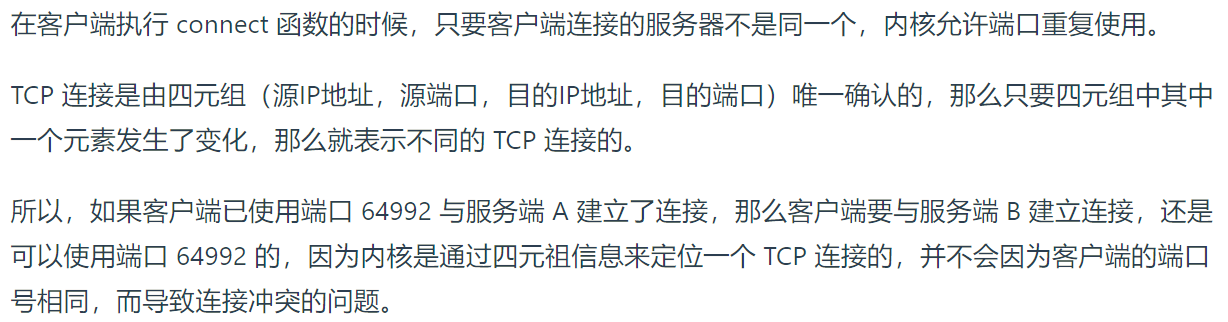 在客户端执行 connect 函数的时候，只要客户端连接的服务器不是同一个，内核允许端口重复使用。
TCP 连接是由四元组（源IP地址，源端口，目的IP地址，目的端口）唯一确认的，那么只要四元组中其中
一个元素发生了变化，那么就表示不同的 TCP 连接的。
所以，如果客户端已使用端口 64992 与服务端 A 建立了连接，那么客户端要与服务端 B 建立连接，还是
可以使用端口 64992 的，因为内核是通过四元祖信息来定位一个 TCP 连接的，并不会因为客户端的端口
号相同，而导致连接冲突的问题。